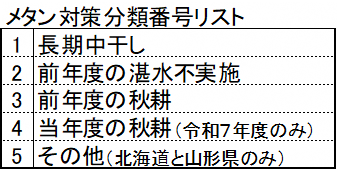 メタン対策分類番号リスト
1 長期中干し
2 前年度の湛水不実施
3 前年度の秋耕
4 当年度の秋耕(令和7年度のみ)
5 その他(北海道と山形県のみ)